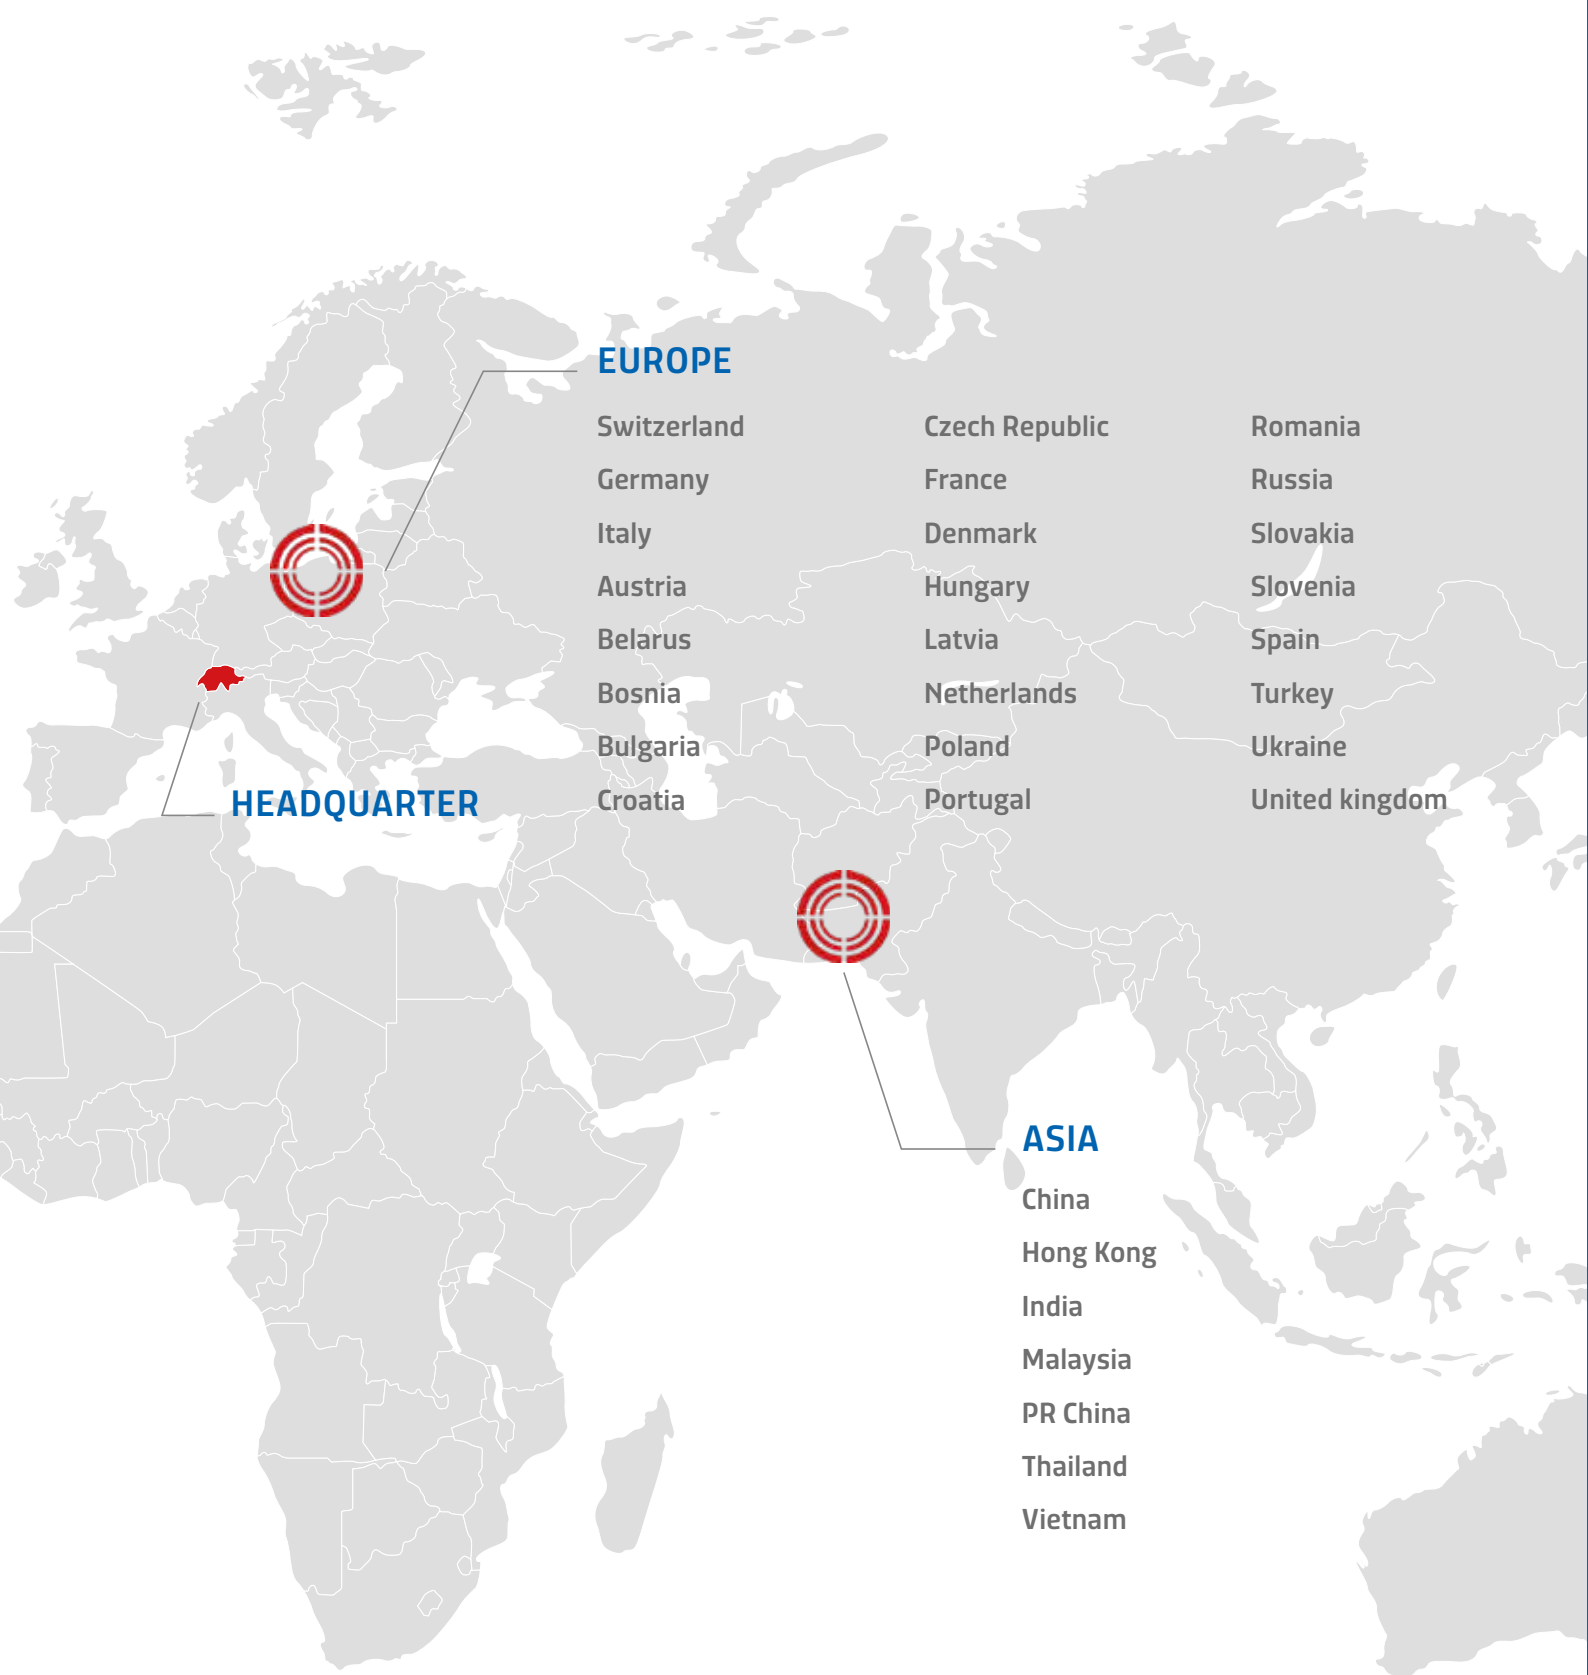 EUROPE
Switzerland
Germany
Italy
Austria
Belarus
Bosnia
Bulgaria
Croatia
Czech Republic
France
Denmark
Hungary
Latvia
Netherlands
Poland
Portugal
Romania
Russia
Slovakia
Slovenia
Spain
Turkey
Ukraine
United kingdom
HEADQUARTER
ASIA
China
Hong Kong
India
Malaysia
PR China
Thailand
Vietnam